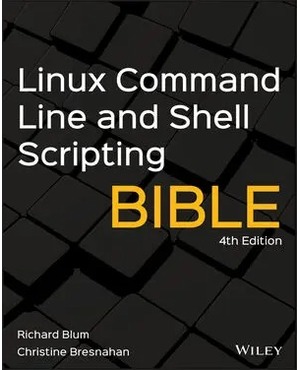 Linux Command
Line and Shell
Scripting
BIBLE
4th Edition
Richard Blum
Christine Bresnahan
WILEY